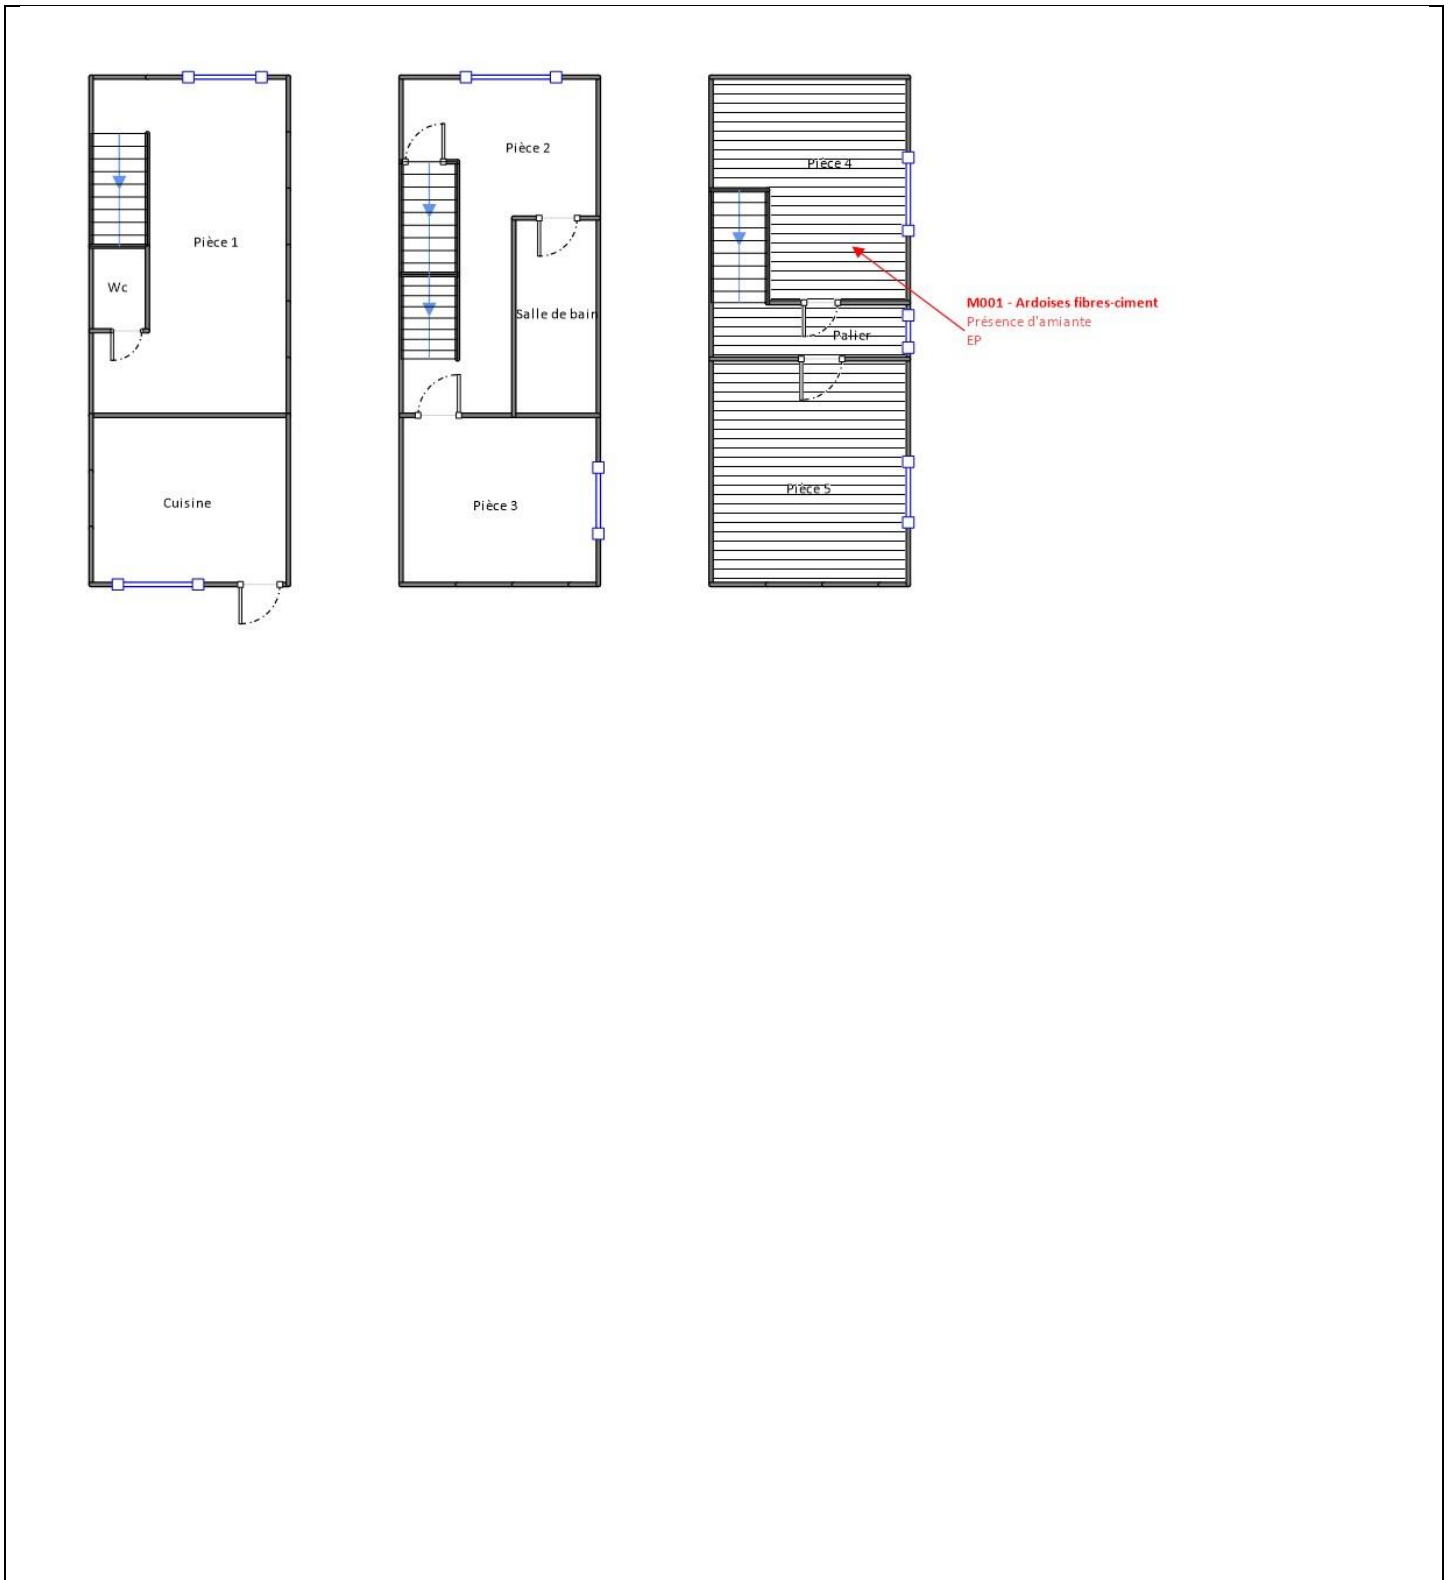 Pièce 1
Wc
Cuisine
Pièce 2
Salle de bain
Pièce 3
Pièce 4
M001 - Ardoises fibres-ciment
Présence d'amiante
EP
Palier
Pièce 5